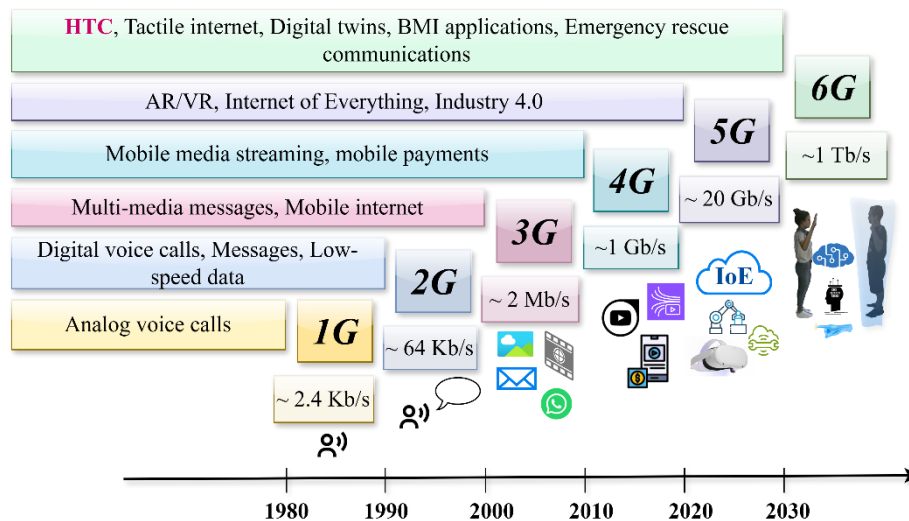 HTC, Tactile internet, Digital twins, BMI applications, Emergency rescue
communications
6G
AR/VR, Internet of Everything, Industry 4.0
5G
~1 Tb/s
Mobile media streaming, mobile payments
4G
~ 20 Gb/s
Multi-media messages, Mobile internet
3G
~1 Gb/s
Digital voice calls, Messages, Low-
speed data
2G
~ 2 Mb/s
IoE
Analog voice calls
1G
~ 64 Kb/s
~ 2.4 Kb/s
1980 1990 2000 2010 2020 2030